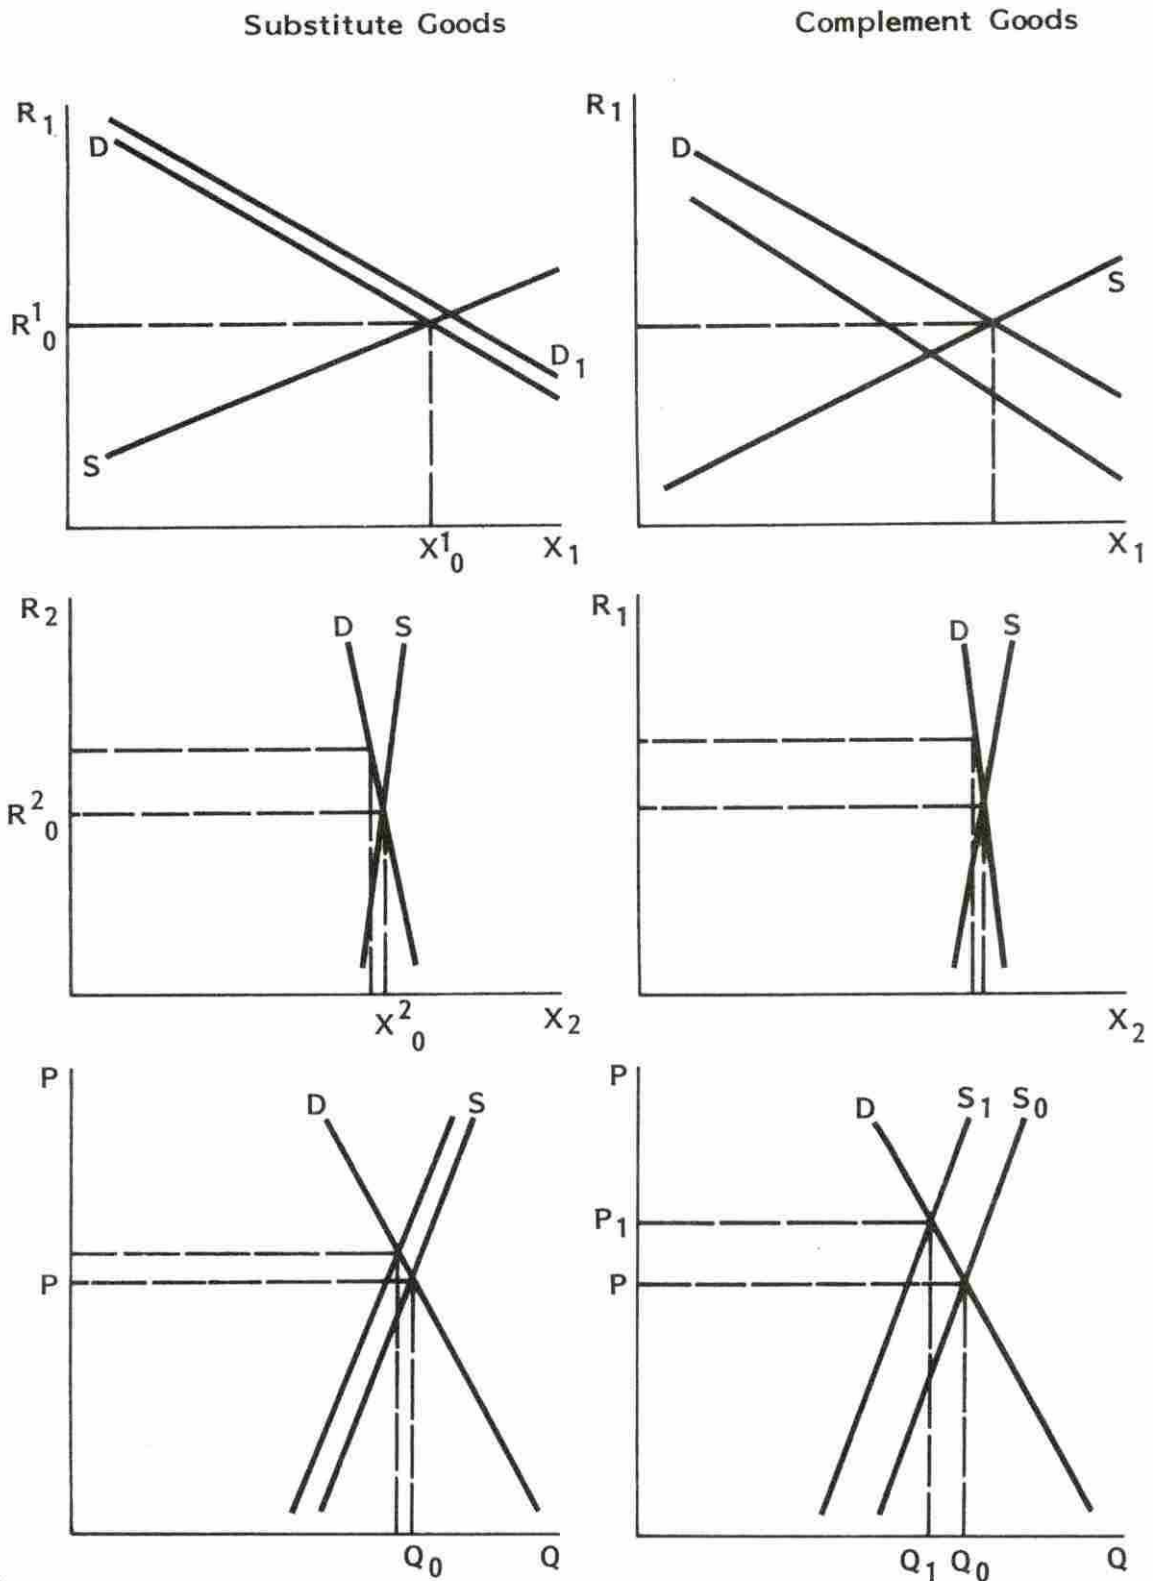 Substitute Goods Complement Goods
R1 R1
D D
S
R¹0
D1
S
X¹0 X1 X1
R2 R1
D S D S
R²0
X²0 X2 X2
P P
D S D S1 S0
P1
P P
Q0 Q Q1 Q0 Q